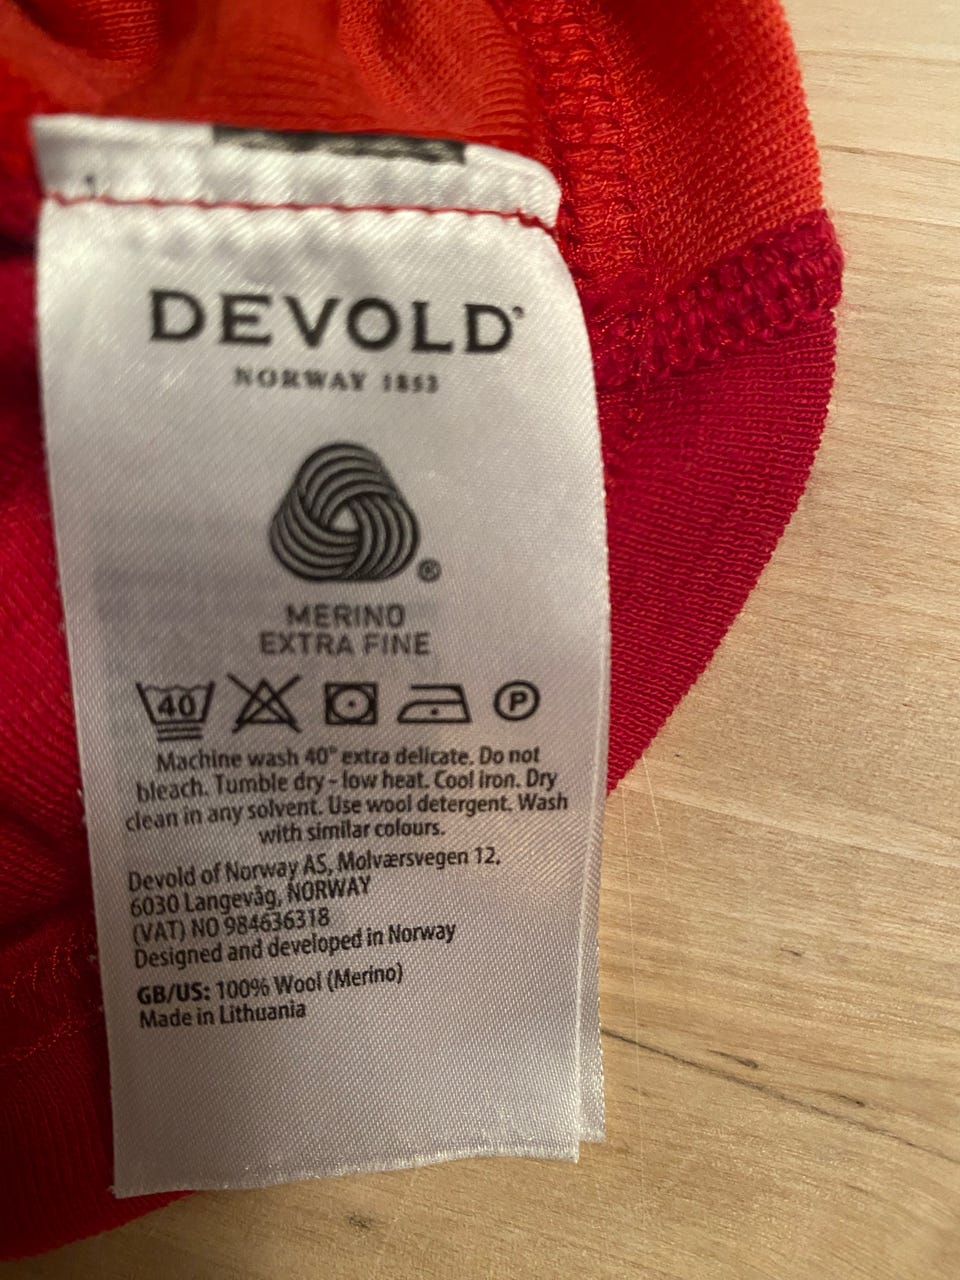 DEVOLD®
NORWAY 1853
®
MERINO
EXTRA FINE
40 P
Machine wash 40° extra delicate. Do not
bleach. Tumble dry - low heat. Cool iron. Dry
clean in any solvent. Use wool detergent. Wash
with similar colours.
Devold of Norway AS, Molværsvegen 12,
6030 Langevåg, NORWAY
(VAT) NO 984636318
Designed and developed in Norway
GB/US: 100% Wool (Merino)
Made in Lithuania